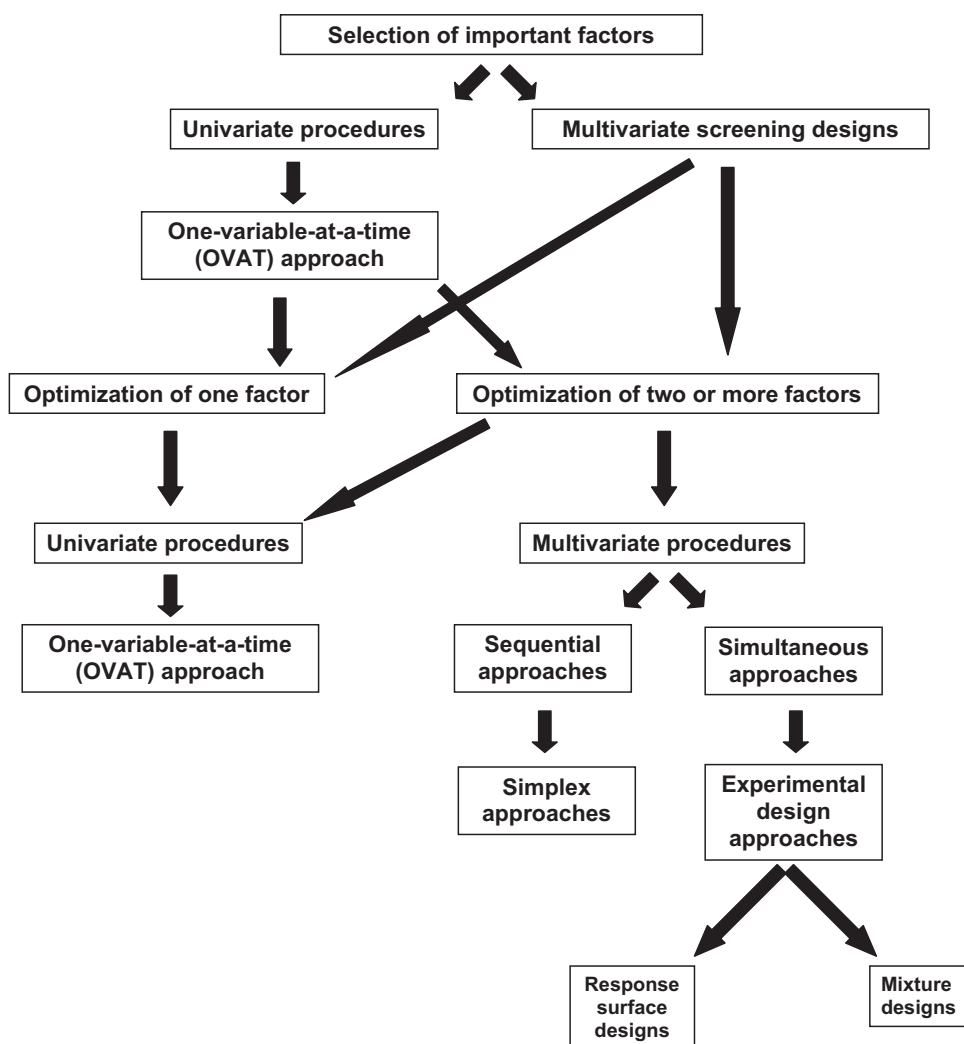 Selection of important factors
Univariate procedures
Multivariate screening designs
One-variable-at-a-time
(OVAT) approach
Optimization of one factor
Optimization of two or more factors
Univariate procedures
Multivariate procedures
One-variable-at-a-time
(OVAT) approach
Sequential
approaches
Simultaneous
approaches
Simplex
approaches
Experimental
design
approaches
Response
surface
designs
Mixture
designs